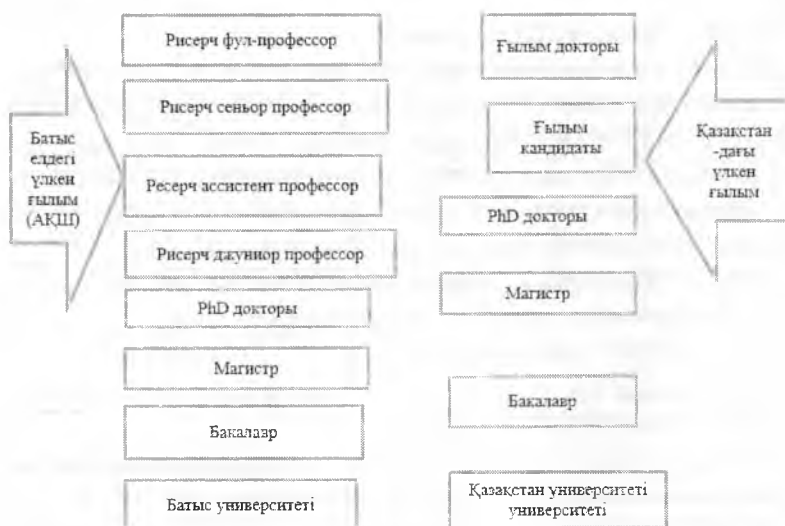 Рисерч фул-профессор
Рисерч сеньор профессор
Ресерч ассистент профессор
Рисерч джуниор профессор
PhD докторы
Магистр
Бакалавр
Батыс университеті
Батыс
елдегі
үлкен
ғылым
(АҚШ)
Ғылым докторы
Ғылым
кандидаты
PhD докторы
Магистр
Бакалавр
Қазақстан университеті
университеті
Қазақстан
-дағы
үлкен
ғылым